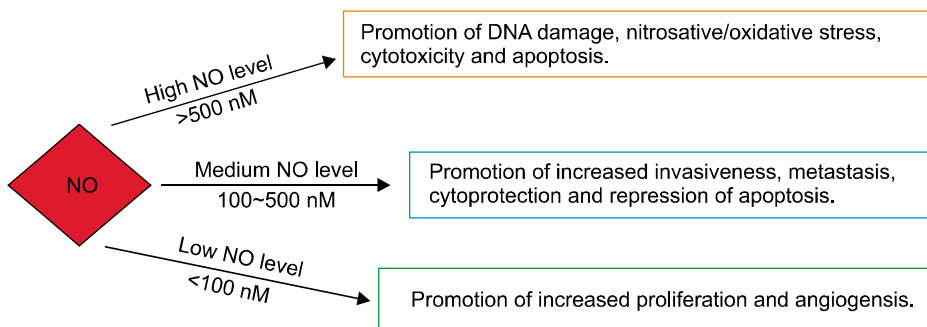 Promotion of DNA damage, nitrosative/oxidative stress,
cytotoxicity and apoptosis.
High NO level
>500 nM
NO
Medium NO level
100~500 nM
Promotion of increased invasiveness, metastasis,
cytoprotection and repression of apoptosis.
Low NO level
<100 nM
Promotion of increased proliferation and angiogensis.